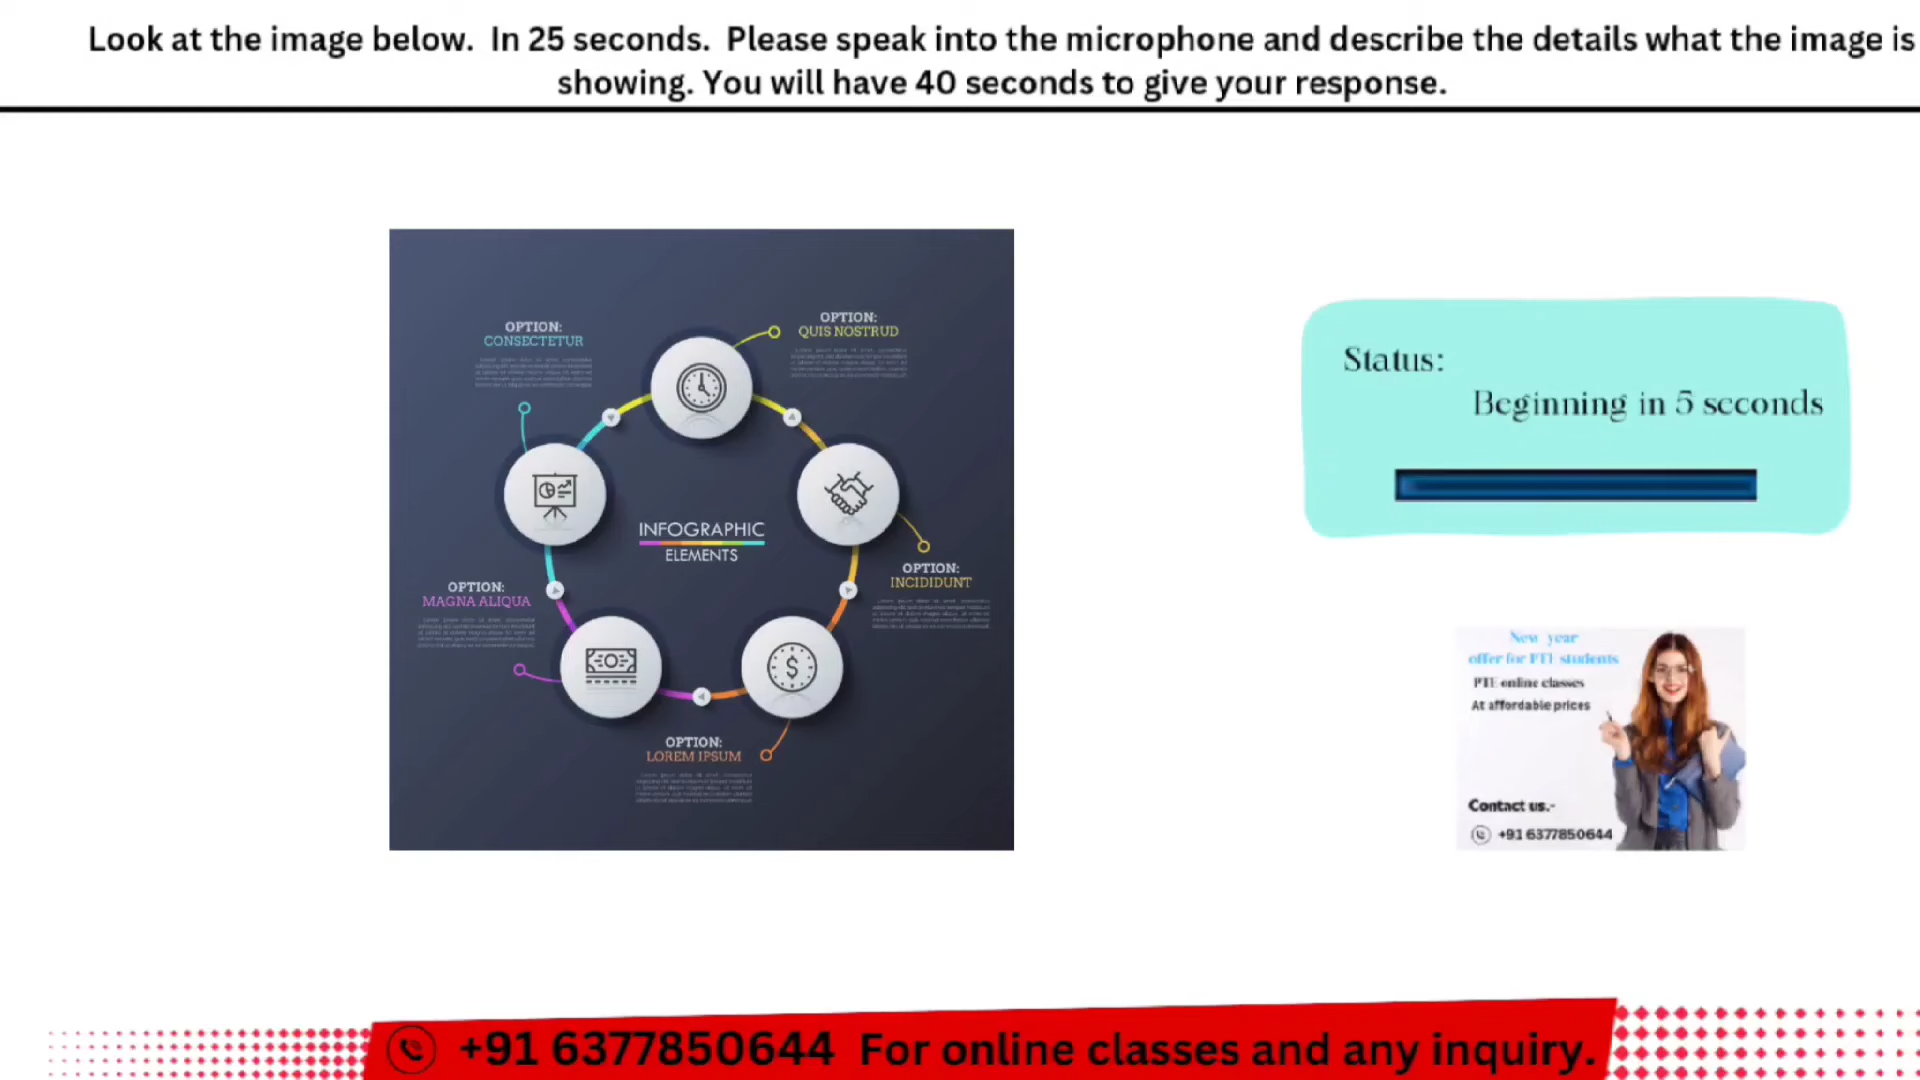 Look at the image below. In 25 seconds. Please speak into the microphone and describe the details what the image is
showing. You will have 40 seconds to give your response.
OPTION:
CONSECTETUR
OPTION:
QUIS NOSTRUD
INFOGRAPHIC
ELEMENTS
OPTION:
INCIDIDUNT
OPTION:
MAGNA ALIQUA
OPTION:
LOREM IPSUM
Status:
Beginning in 5 seconds
New year
offer for PTE students
PTE online classes
At affordable prices
Contact us.-
+91 6377850644
+91 6377850644 For online classes and any inquiry.